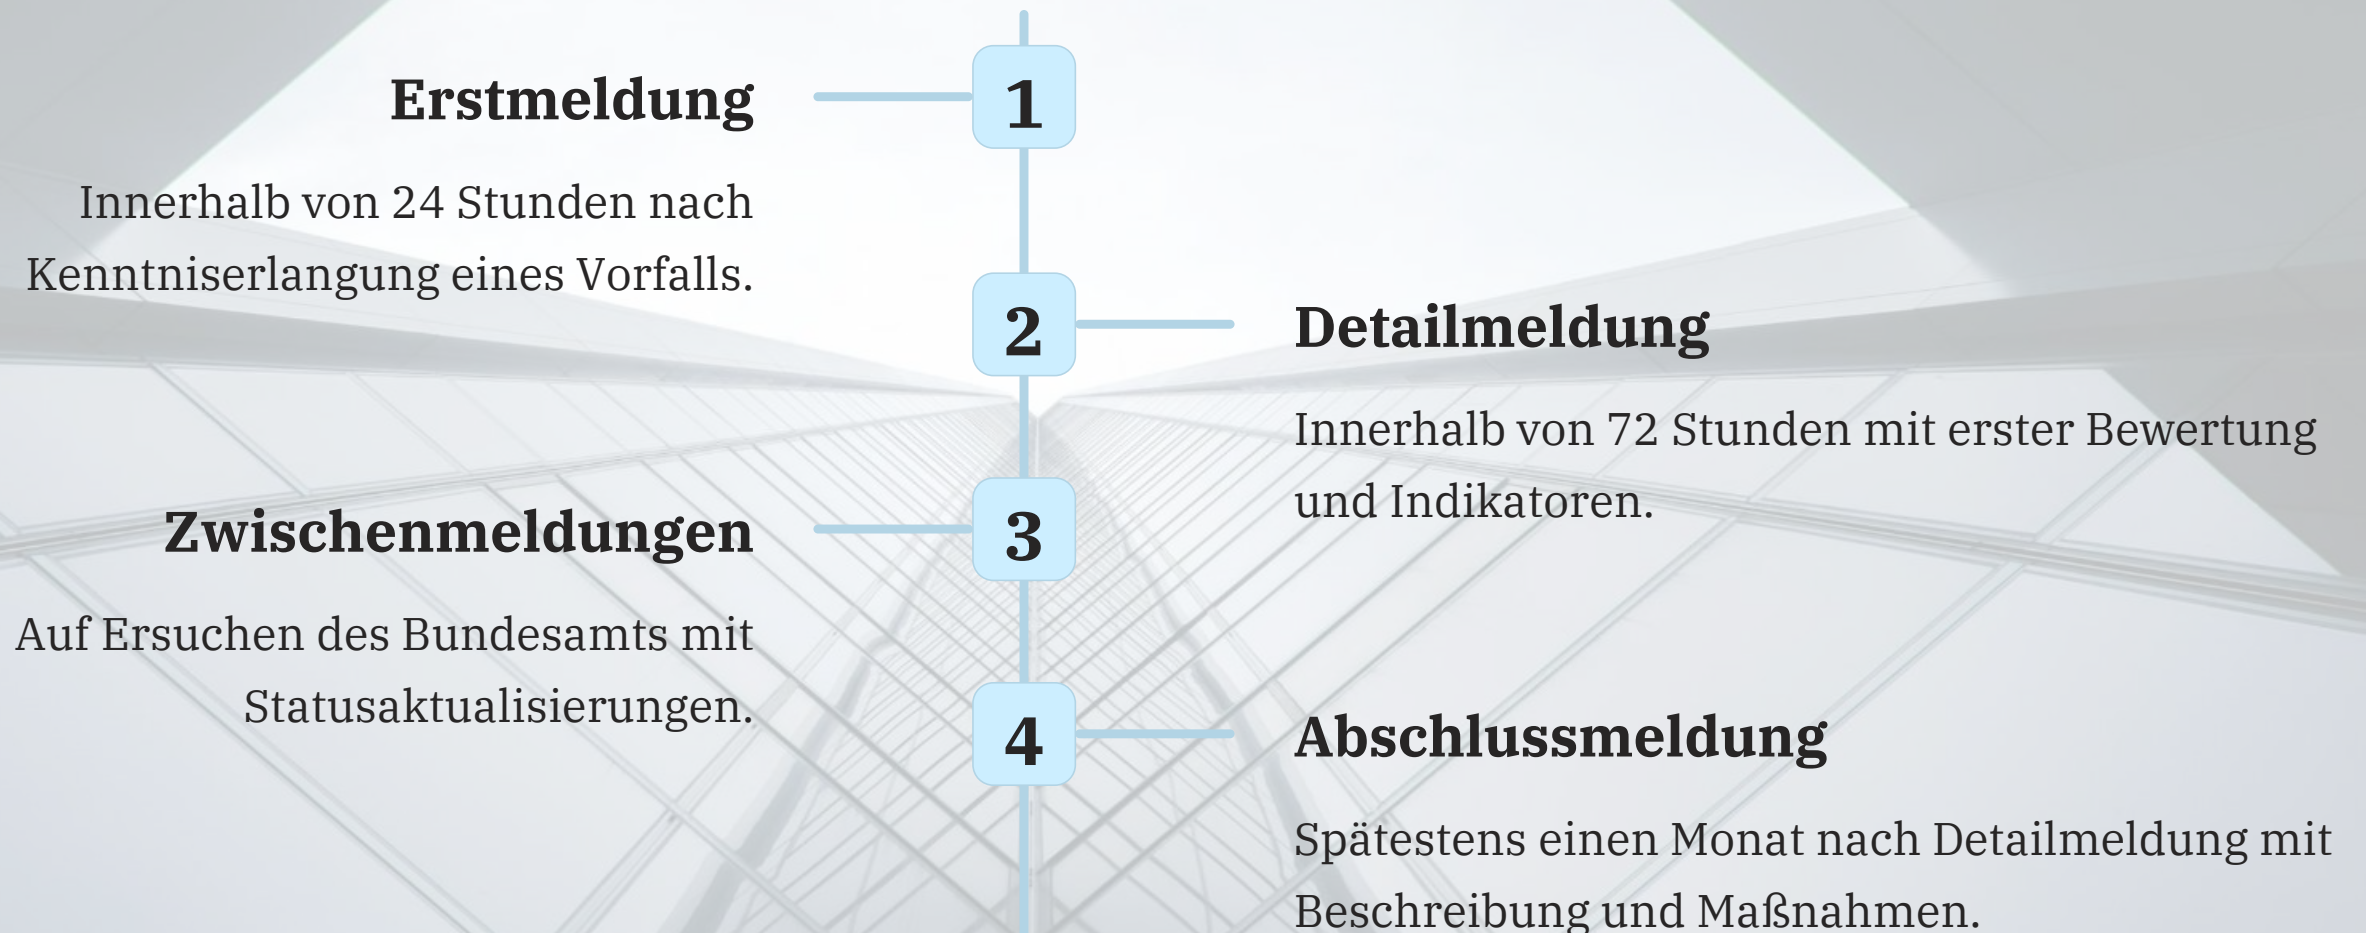 1
Erstmeldung
Innerhalb von 24 Stunden nach
Kenntniserlangung eines Vorfalls.
2
Detailmeldung
Innerhalb von 72 Stunden mit erster Bewertung
und Indikatoren.
3
Zwischenmeldungen
Auf Ersuchen des Bundesamts mit
Statusaktualisierungen.
4
Abschlussmeldung
Spätestens einen Monat nach Detailmeldung mit
Beschreibung und Maßnahmen.